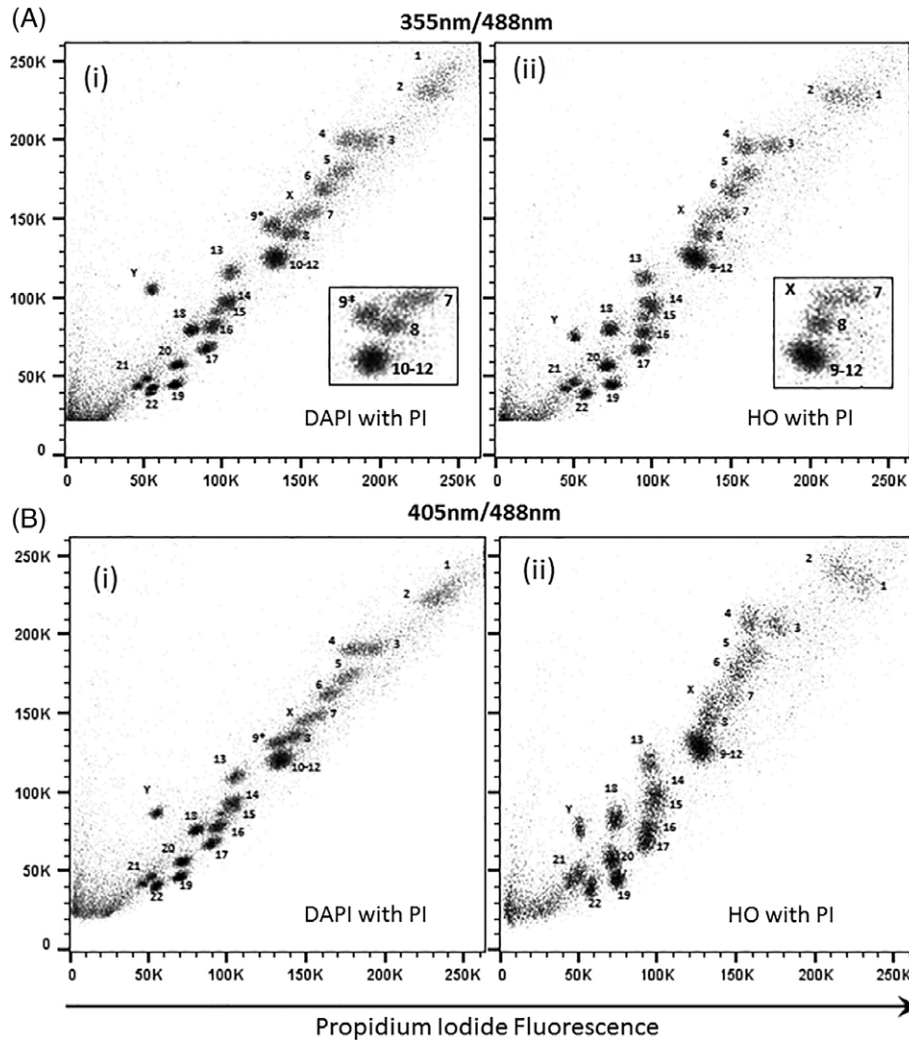 (A)
355nm/488nm
(i)
250K
200K
150K
100K
50K
0
1
2
4
3
5
6
X
7
9*
8
10-12
13
Y
14
15
18
16
20
17
21
22
19
9*
7
8
10-12
DAPI with PI
0
50K
100K
150K
200K
250K
(ii)
2
1
4
3
5
6
X
7
8
9-12
13
Y
14
18
15
16
20
17
21
22
19
X
7
8
9-12
HO with PI
0
50K
100K
150K
200K
250K
(B)
405nm/488nm
(i)
250K
200K
150K
100K
50K
0
1
2
4
3
5
6
X
7
9*
8
10-12
13
Y
14
15
18
16
20
17
21
22
19
DAPI with PI
0
50K
100K
150K
200K
250K
(ii)
2
1
4
3
5
6
X
7
8
9-12
13
14
18
15
Y
16
17
21
20
22
19
HO with PI
0
50K
100K
150K
200K
250K
Propidium Iodide Fluorescence